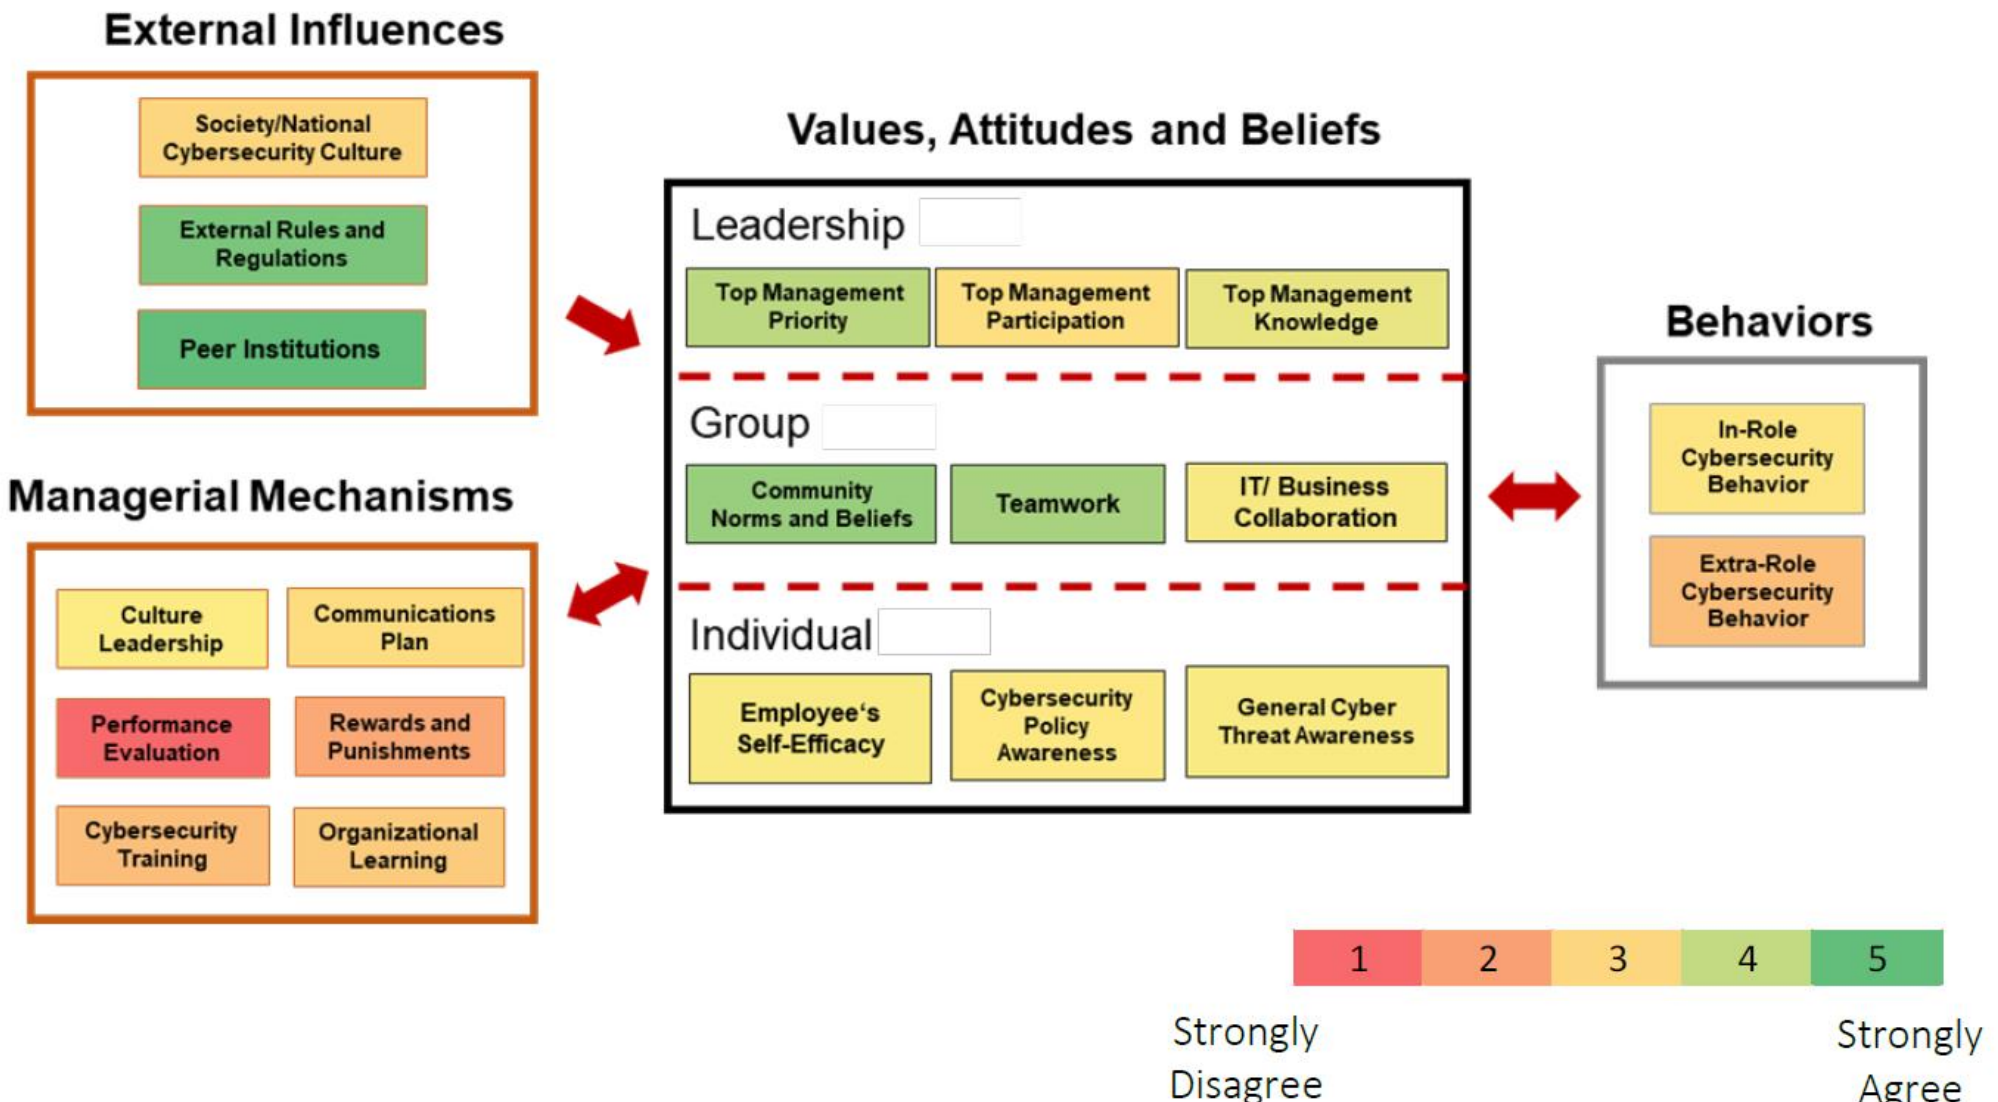 External Influences
Society/National
Cybersecurity Culture
External Rules and
Regulations
Peer Institutions
Managerial Mechanisms
Culture
Leadership
Communications
Plan
Performance
Evaluation
Rewards and
Punishments
Cybersecurity
Training
Organizational
Learning
Values, Attitudes and Beliefs
Leadership
Top Management
Priority
Top Management
Participation
Top Management
Knowledge
Group
Community
Norms and Beliefs
Teamwork
IT/ Business
Collaboration
Individual
Employee‘s
Self-Efficacy
Cybersecurity
Policy
Awareness
General Cyber
Threat Awareness
Behaviors
In-Role
Cybersecurity
Behavior
Extra-Role
Cybersecurity
Behavior
1 2 3 4 5
Strongly
Disagree
Strongly
Agree